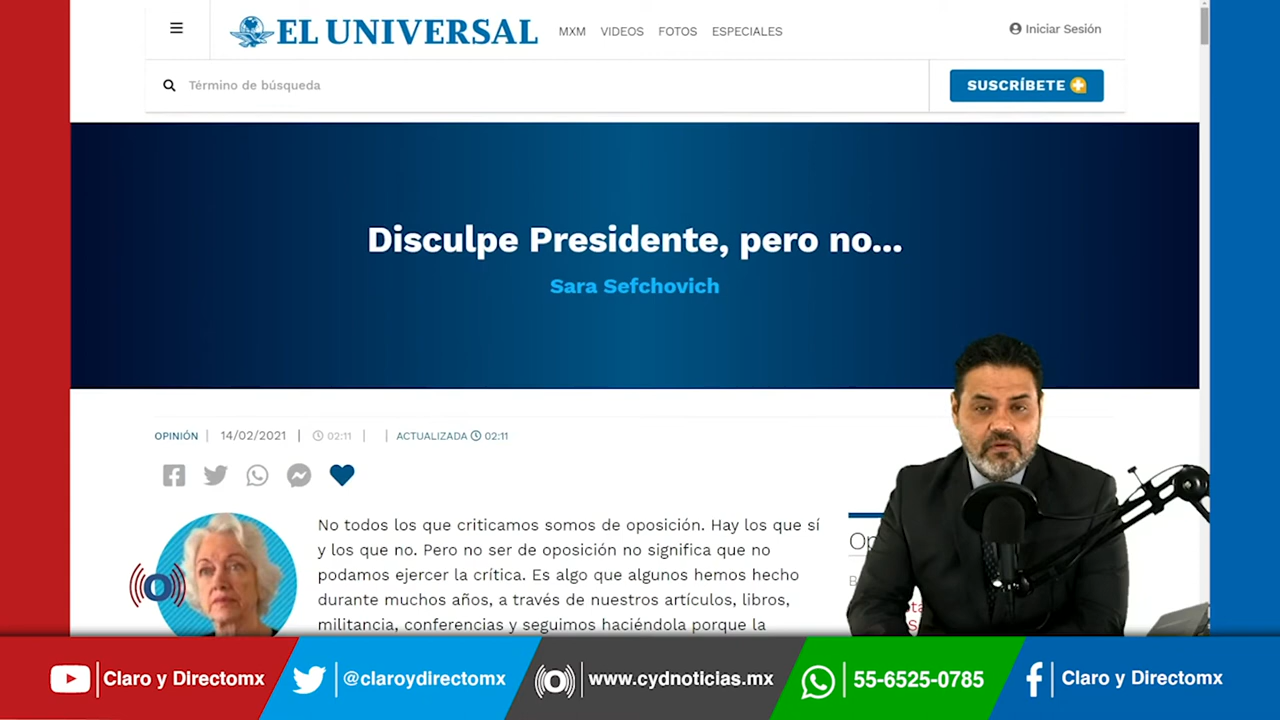 EL UNIVERSAL
MXM VIDEOS FOTOS ESPECIALES
Iniciar Sesión
Término de búsqueda
SUSCRÍBETE
Disculpe Presidente, pero no...
Sara Sefchovich
OPINIÓN | 14/02/2021 | 02:11 | | ACTUALIZADA 02:11
No todos los que criticamos somos de oposición. Hay los que sí
y los que no. Pero no ser de oposición no significa que no
podamos ejercer la crítica. Es algo que algunos hemos hecho
durante muchos años, a través de nuestros artículos, libros,
militancia, conferencias y seguimos haciéndola porque la
Claro y Directomx
@claroydirectomx
www.cydnoticias.mx
55-6525-0785
Claro y Directomx